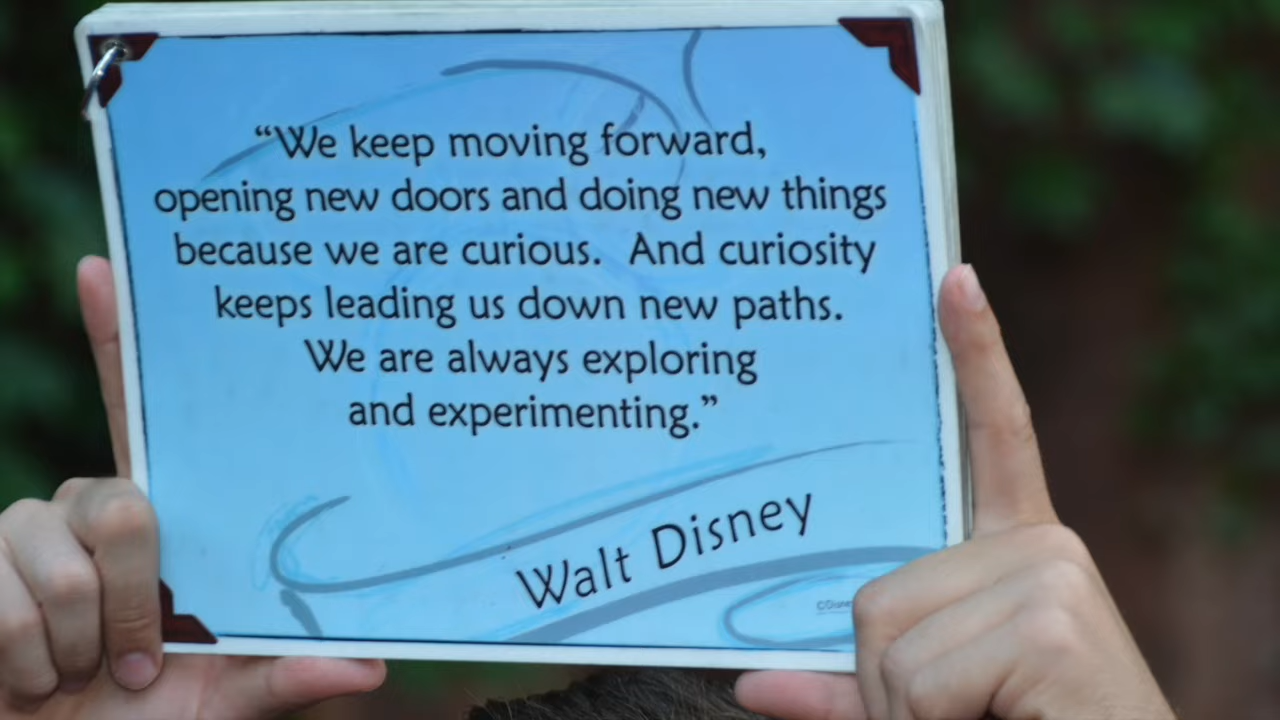 “We keep moving forward,
opening new doors and doing new things
because we are curious.  And curiosity
keeps leading us down new paths.
We are always exploring
and experimenting.”
Walt Disney